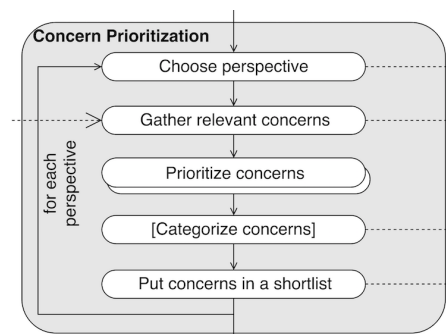 Concern Prioritization
Choose perspective
Gather relevant concerns
Prioritize concerns
[Categorize concerns]
Put concerns in a shortlist
for each
perspective